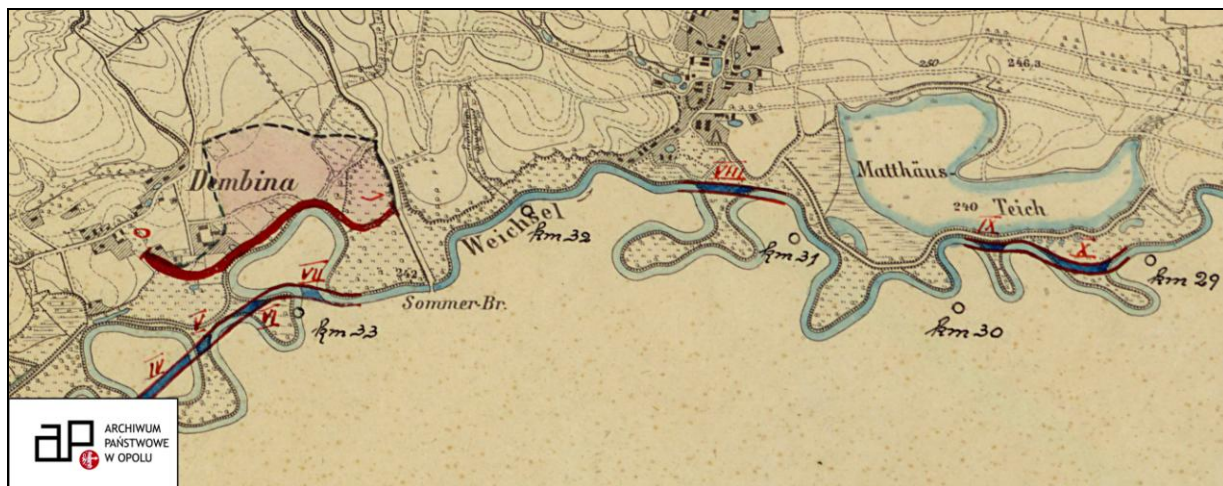 250
246,3
Dembina
VIII
Matthäus
240 Teich
Weichsel
km 32
km 31
IX
X
km 29
VII
242
Sommer-Br.
V
VI
km 33
km 30
IV
ap
ARCHIWUM
PAŃSTWOWE
W OPOLU